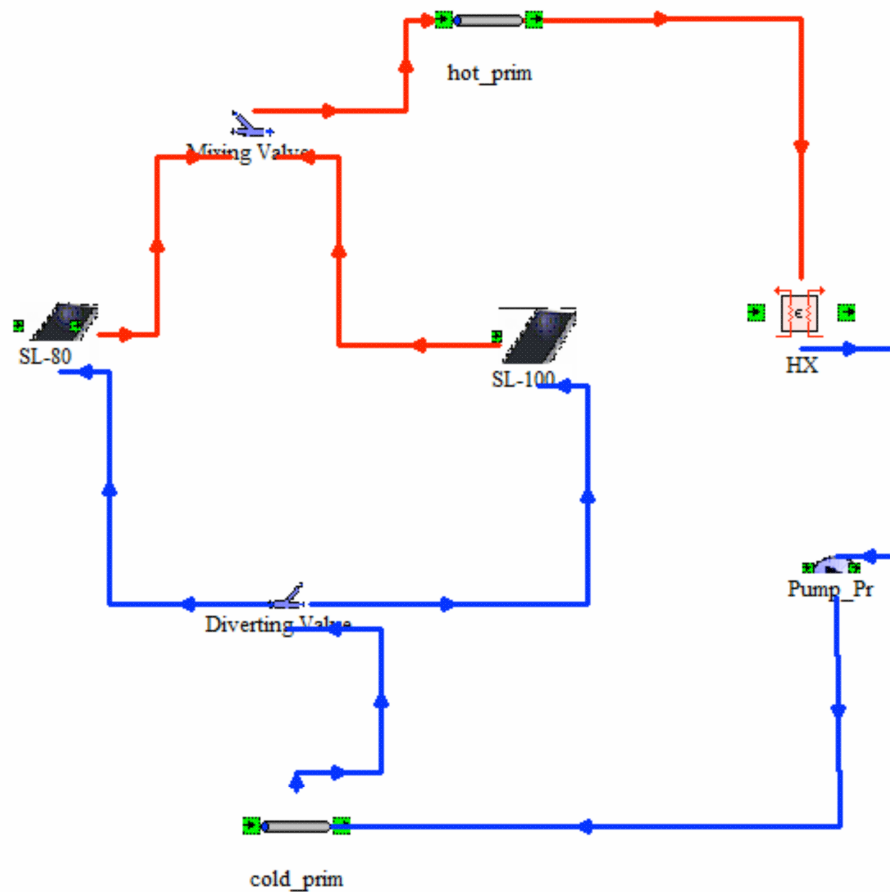 hot_prim
Mixing Valve
SL-80
SL-100
ε
HX
Diverting Valve
Pump_Pr
cold_prim